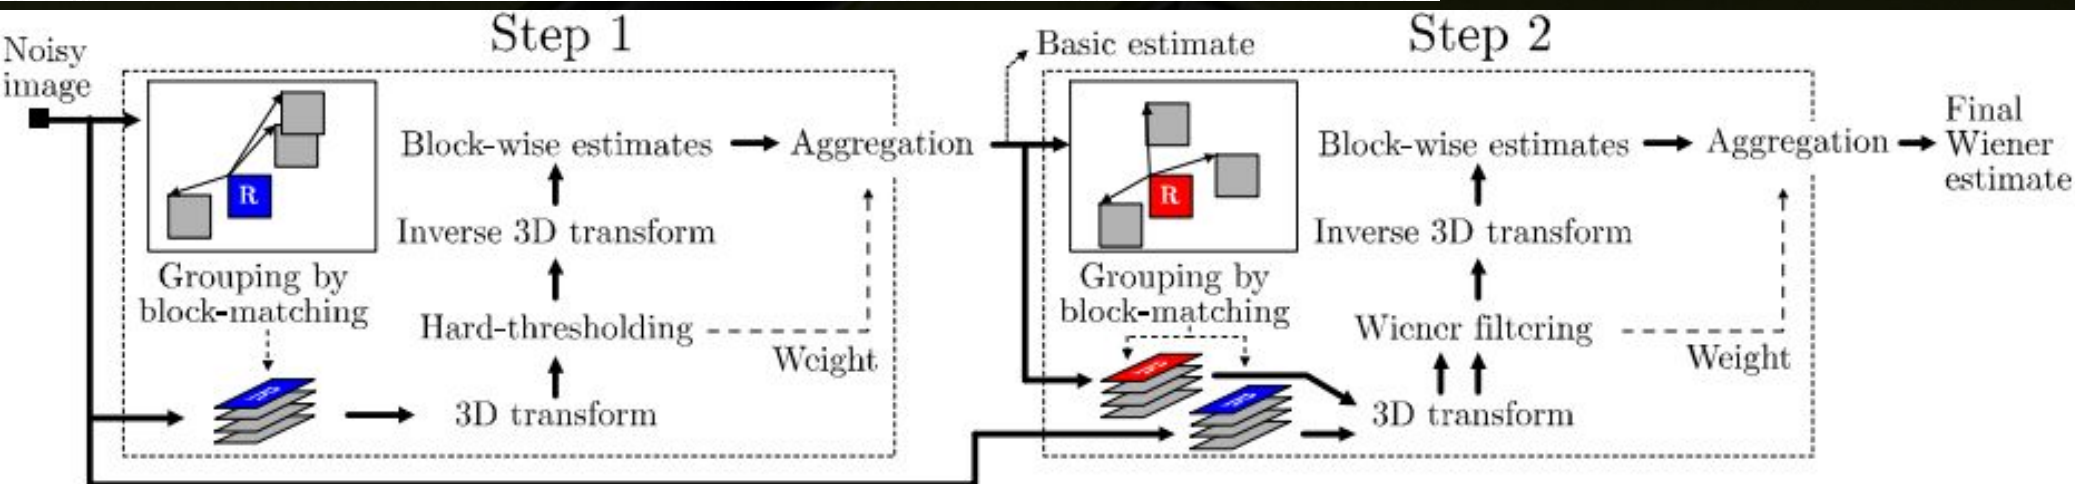 Step 1
Step 2
Noisy
image
Basic estimate
R
Block-wise estimates
Aggregation
Inverse 3D transform
Grouping by
block-matching
Hard-thresholding
Weight
3D transform
R
Block-wise estimates
Aggregation
Final
Wiener
estimate
Inverse 3D transform
Grouping by
block-matching
Wiener filtering
Weight
3D transform